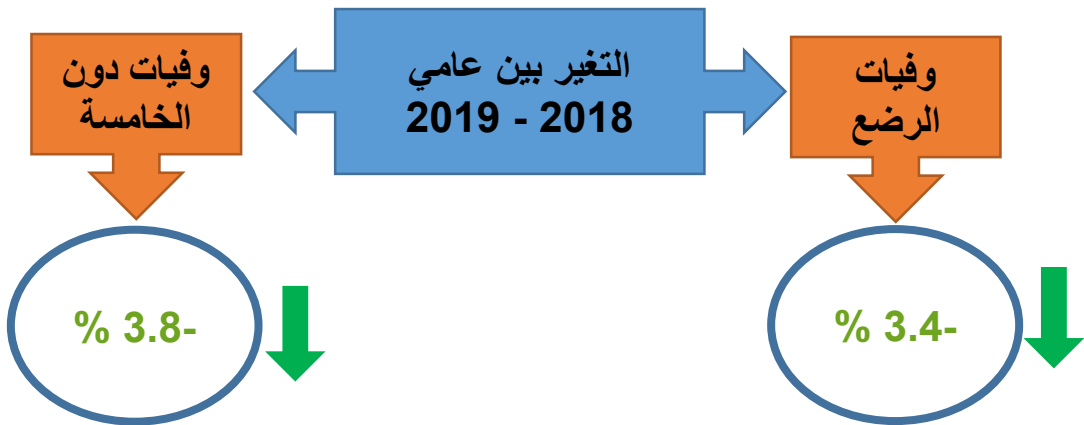 التغير بين عامي
2018 - 2019
وفيات
الرضع
وفيات دون
الخامسة
-3.4 %
-3.8 %